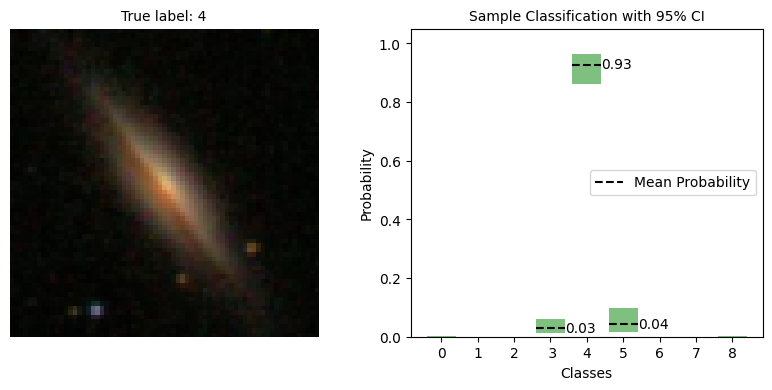 True label: 4
Sample Classification with 95% CI
1.0
0.8
0.6
0.4
0.2
0.0
Probability
0.93
0.03
0.04
Mean Probability
0 1 2 3 4 5 6 7 8
Classes